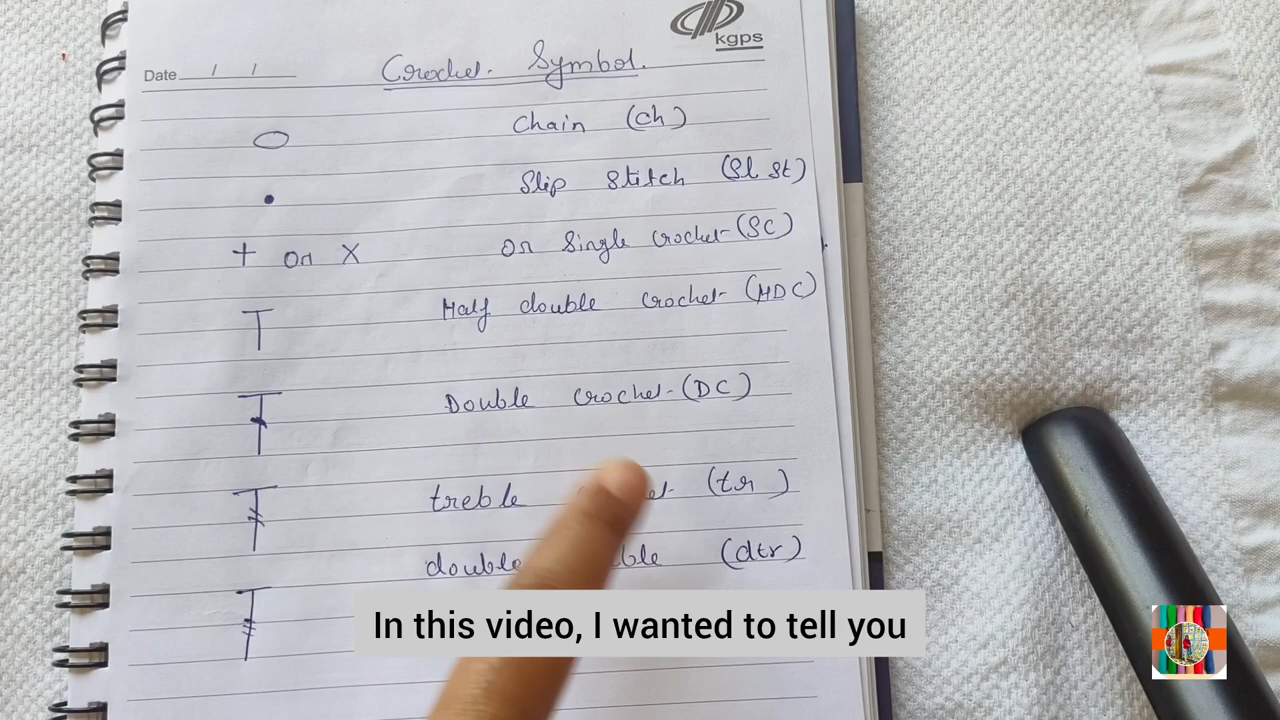 kgps
Date / /
Crochet. Symbol.
Chain (ch)
Slip Stitch (Sl St)
+ or X or Single Crochet (SC)
Half double crochet (HDC)
Double Crochet (DC)
treble (tr)
double (dtr)
In this video, I wanted to tell you